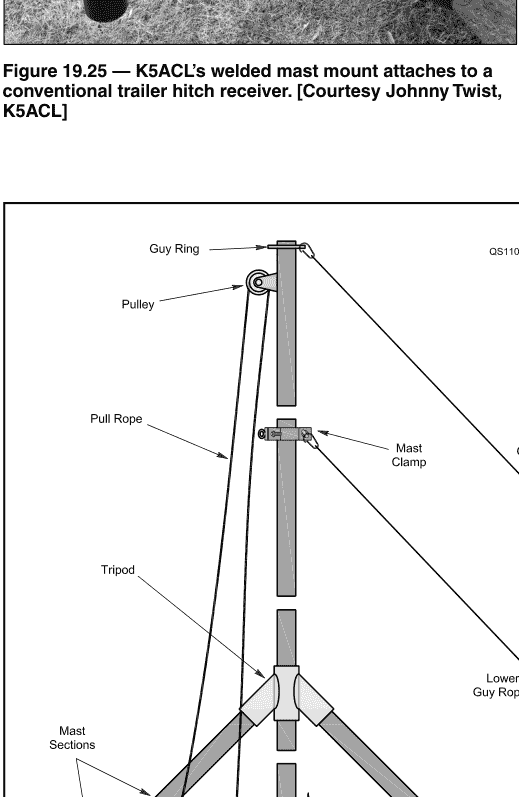 Figure 19.25 — K5ACL's welded mast mount attaches to a
conventional trailer hitch receiver. [Courtesy Johnny Twist,
K5ACL]
Guy Ring
QS110
Pulley
Pull Rope
Mast
Clamp
Tripod
Lower
Guy Rop
Mast
Sections